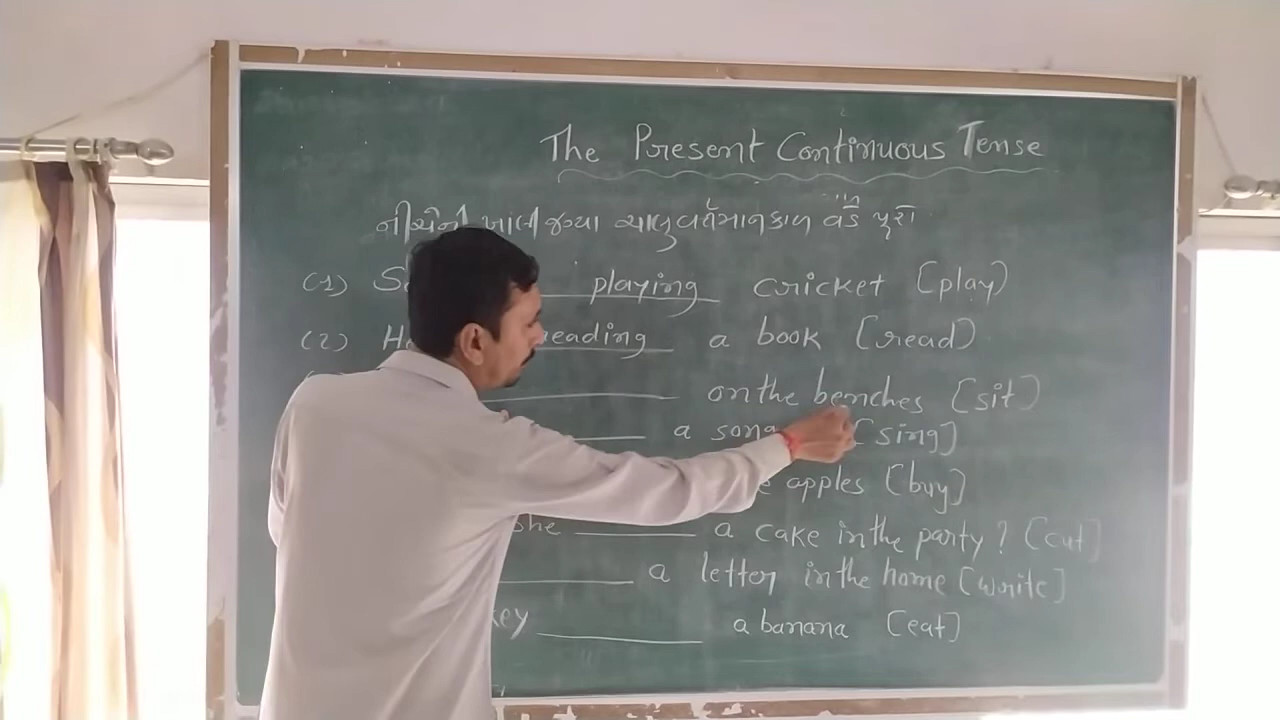 The Present Continuous Tense
નીચેની ખાલી જગ્યા ચાલુ વર્તમાનકાળ વડે પૂરો
(1) playing cricket (play)
(2) reading a book (read)
on the benches (sit)
a song (sing)
apples (buy)
she a cake in the party? (cut]
a letter in the home [write]
a banana [eat]